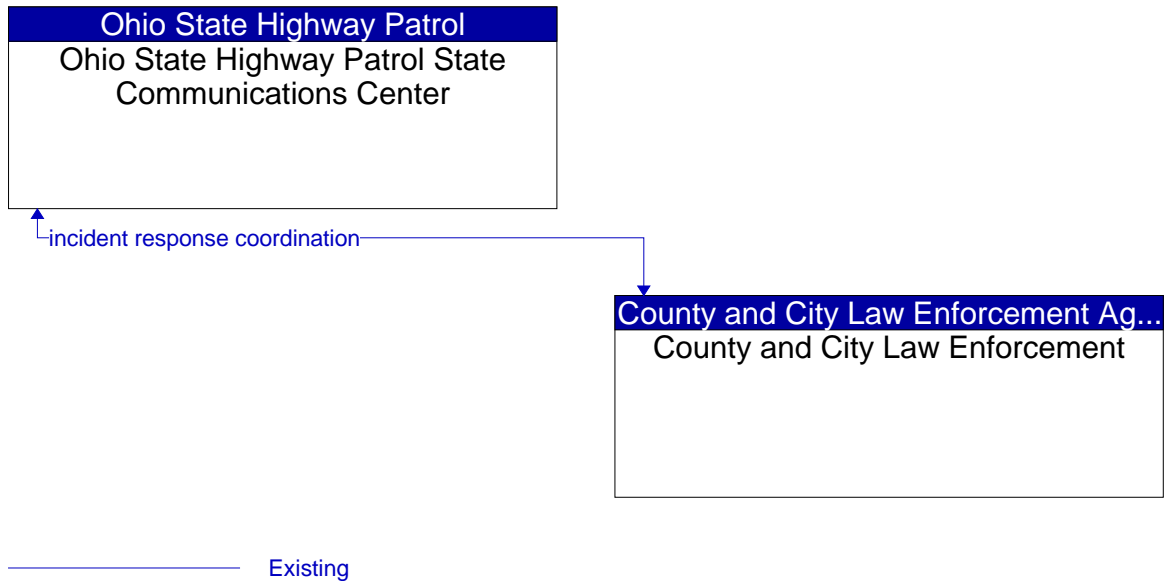 Ohio State Highway Patrol
Ohio State Highway Patrol State
Communications Center
incident response coordination
County and City Law Enforcement Ag...
County and City Law Enforcement
Existing